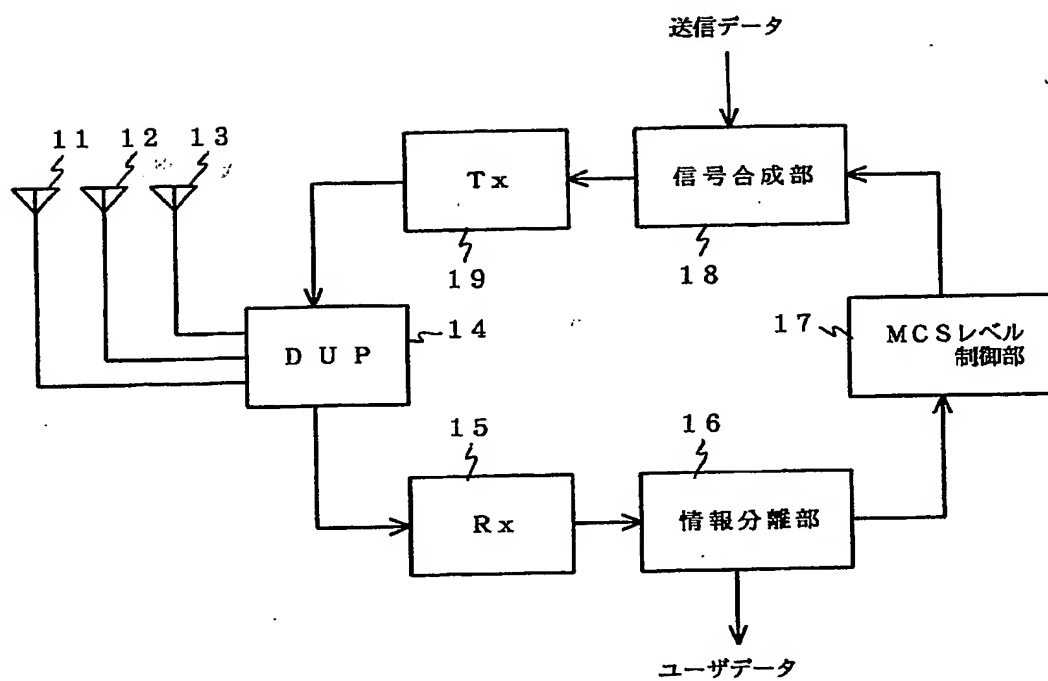 送信データ
11
12
13
Tx
信号合成部
19
18
DUP
14
17
MCSレベル
制御部
15
16
Rx
情報分離部
ユーザデータ